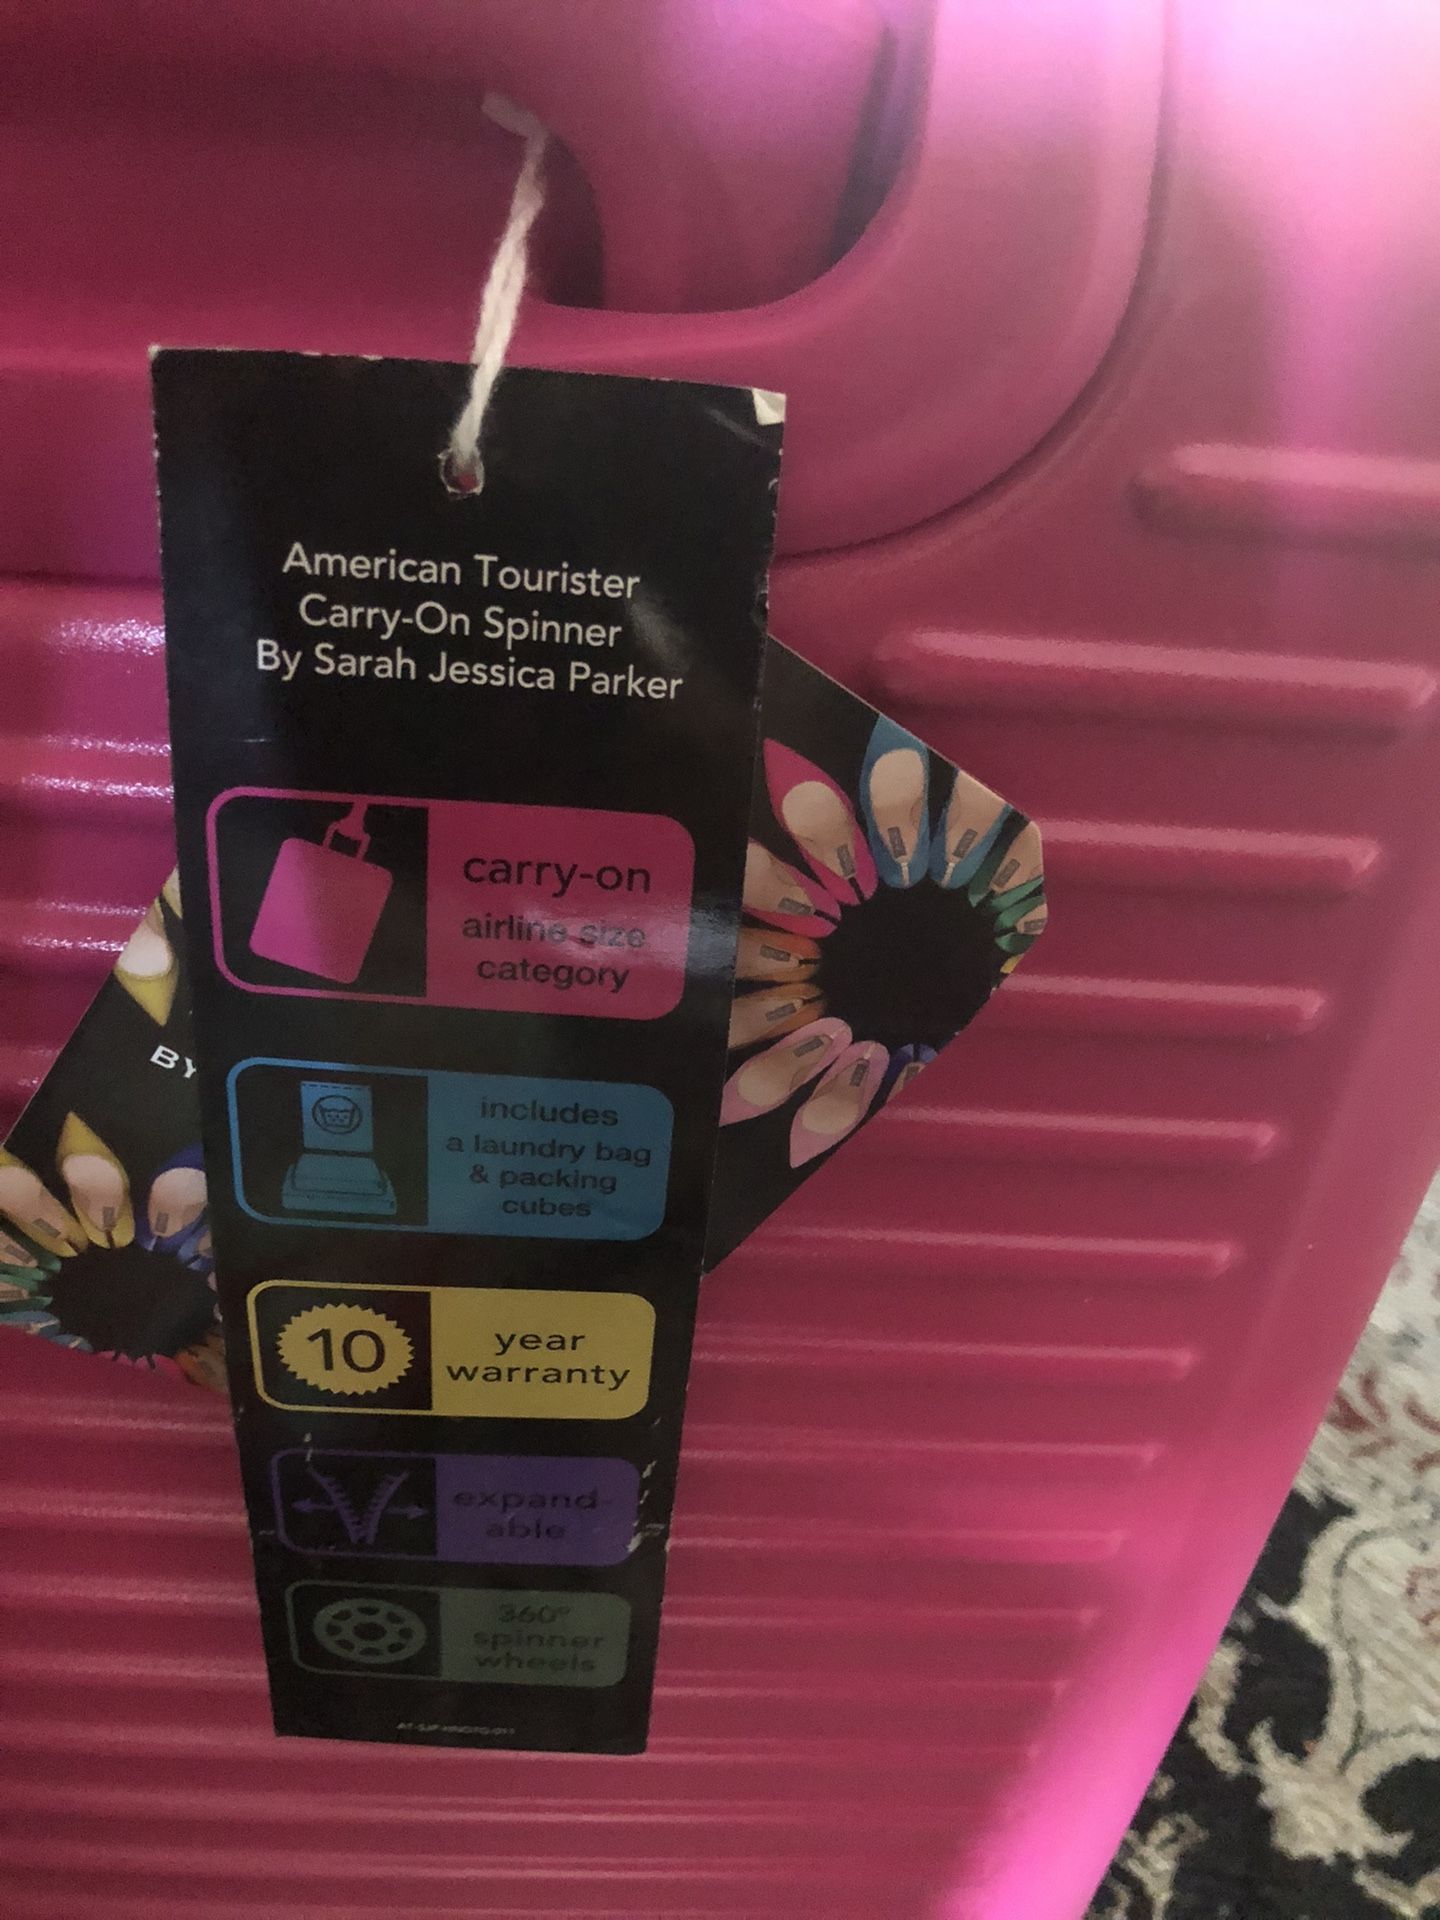 American Tourister
Carry-On Spinner
By Sarah Jessica Parker
carry-on
airline size
category
BY
includes
a laundry bag
& packing
cubes
10
year
warranty
expand-
able
360°
spinner
wheels